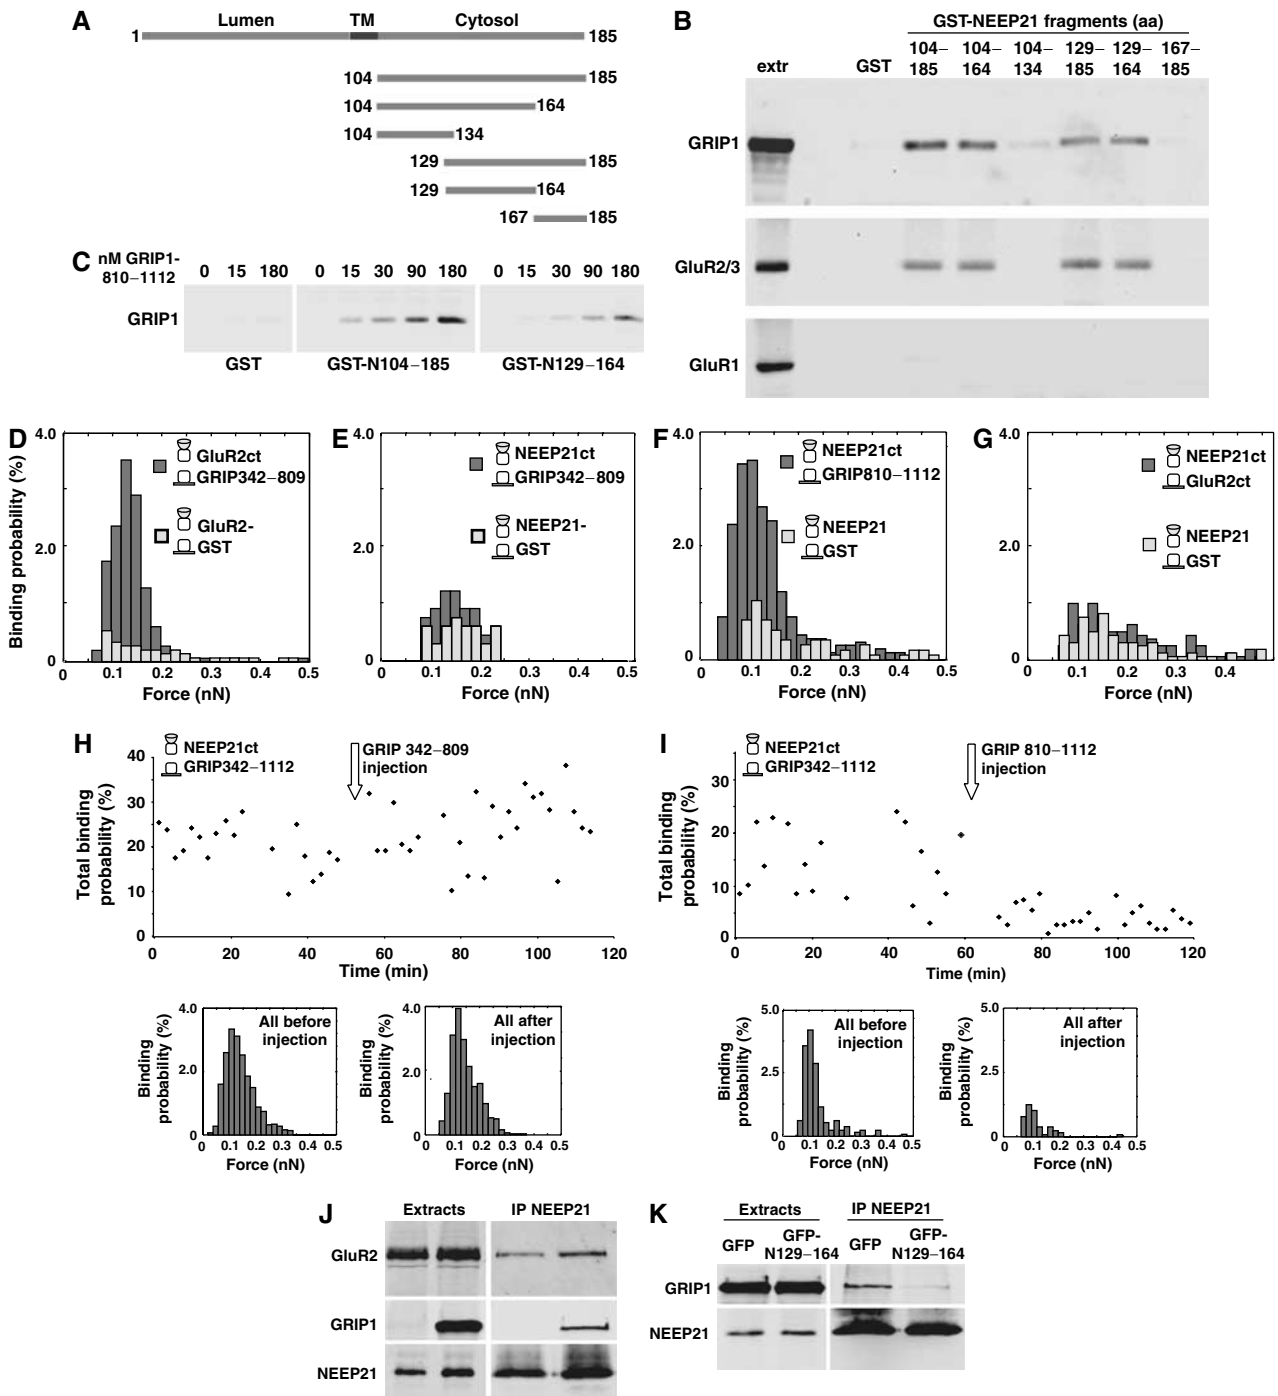 A
Lumen TM Cytosol
1 185
104 185
104 164
104 134
129 185
129 164
167 185
B
GST-NEEP21 fragments (aa)
extr GST 104–185 104–164 104–134 129–185 129–164 167–185
GRIP1
GluR2/3
GluR1
C
nM GRIP1-810–1112
0 15 180 0 15 30 90 180 0 15 30 90 180
GRIP1
GST GST-N104–185 GST-N129–164
D
4.0
2.0
0
Binding probability (%)
GluR2ct
GRIP342–809
GluR2-
GST
0 0.1 0.2 0.3 0.4 0.5
Force (nN)
E
4.0
2.0
0
NEEP21ct
GRIP342–809
NEEP21-
GST
0 0.1 0.2 0.3 0.4 0.5
Force (nN)
F
4.0
2.0
0
NEEP21ct
GRIP810–1112
NEEP21
GST
0 0.1 0.2 0.3 0.4 0.5
Force (nN)
G
4.0
2.0
0
NEEP21ct
GluR2ct
NEEP21
GST
0 0.1 0.2 0.3 0.4
Force (nN)
H
NEEP21ct
GRIP342–1112
GRIP 342–809
injection
40
30
20
10
0
Total binding
probability (%)
0 20 40 60 80 100 120
Time (min)
4.0
2.0
0
Binding
probability (%)
All before
injection
0 0.1 0.2 0.3 0.4 0.5
Force (nN)
4.0
2.0
0
Binding
probability (%)
All after
injection
0 0.1 0.2 0.3 0.4 0.5
Force (nN)
I
NEEP21ct
GRIP342–1112
GRIP 810–1112
injection
30
20
10
0
Total binding
probability (%)
0 20 40 60 80 100 120
Time (min)
5.0
2.5
0
Binding
probability (%)
All before
injection
0 0.1 0.2 0.3 0.4 0.5
Force (nN)
5.0
2.5
0
Binding
probability (%)
All after
injection
0 0.1 0.2 0.3 0.4 0.5
Force (nN)
J
Extracts IP NEEP21
GluR2
GRIP1
NEEP21
K
Extracts IP NEEP21
GFP GFP-N129–164 GFP GFP-N129–164
GRIP1
NEEP21